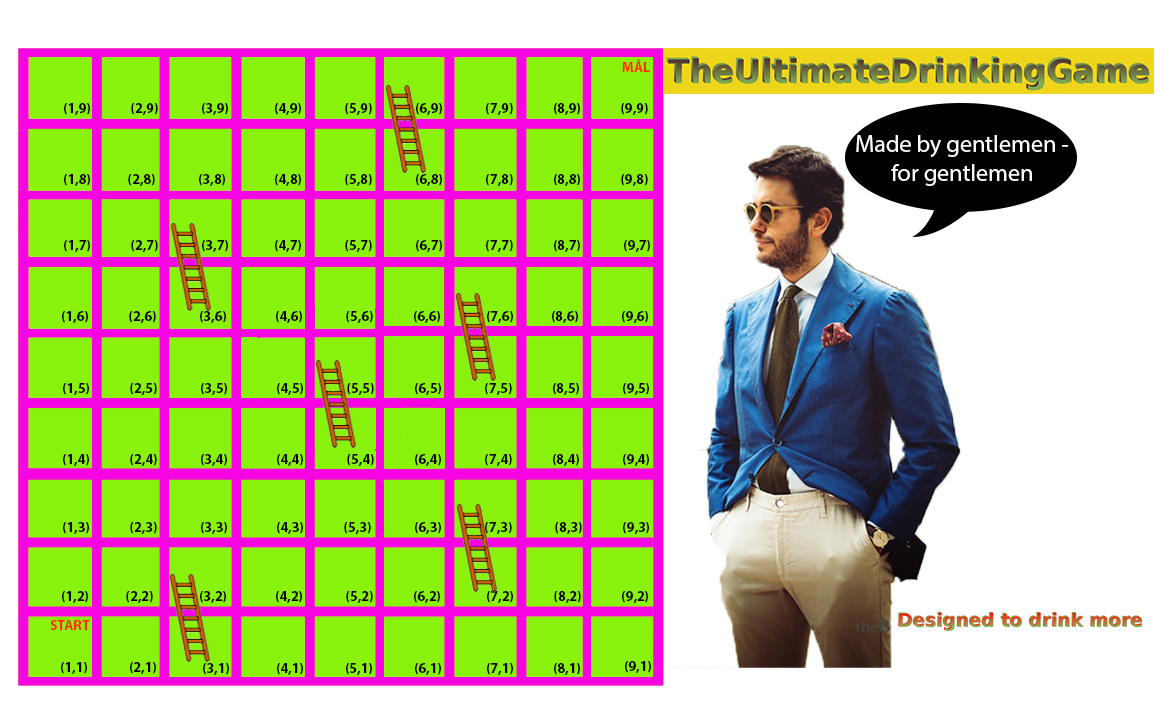 MÅL
(1,9) (2,9) (3,9) (4,9) (5,9) (6,9) (7,9) (8,9) (9,9)
(1,8) (2,8) (3,8) (4,8) (5,8) (6,8) (7,8) (8,8) (9,8)
(1,7) (2,7) (3,7) (4,7) (5,7) (6,7) (7,7) (8,7) (9,7)
(1,6) (2,6) (3,6) (4,6) (5,6) (6,6) (7,6) (8,6) (9,6)
(1,5) (2,5) (3,5) (4,5) (5,5) (6,5) (7,5) (8,5) (9,5)
(1,4) (2,4) (3,4) (4,4) (5,4) (6,4) (7,4) (8,4) (9,4)
(1,3) (2,3) (3,3) (4,3) (5,3) (6,3) (7,3) (8,3) (9,3)
(1,2) (2,2) (3,2) (4,2) (5,2) (6,2) (7,2) (8,2) (9,2)
START
(1,1) (2,1) (3,1) (4,1) (5,1) (6,1) (7,1) (8,1) (9,1)
TheUltimateDrinkingGame
Made by gentlemen -
for gentlemen
Designed to drink more